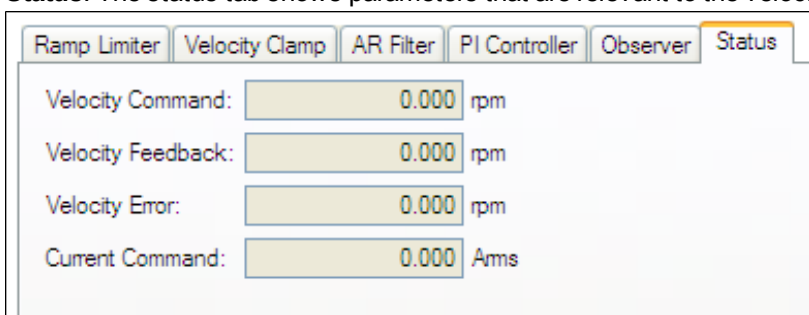 Status: The status tab shows parameters that are relevant to the veloc
Ramp Limiter Velocity Clamp AR Filter PI Controller Observer Status
Velocity Command: 0.000 rpm
Velocity Feedback: 0.000 rpm
Velocity Error: 0.000 rpm
Current Command: 0.000 Arms